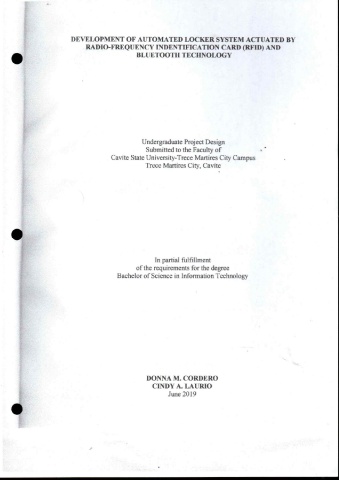 DEVELOPMENT OF AUTOMATED LOCKER SYSTEM ACTUATED BY
RADIO-FREQUENCY INDENTIFICATION CARD (RFID) AND
BLUETOOTH TECHNOLOGY
Undergraduate Project Design
Submitted to the Faculty of
Cavite State University-Trece Martires City Campus
Trece Martires City, Cavite
In partial fulfillment
of the requirements for the degree
Bachelor of Science in Information Technology
DONNA M. CORDERO
CINDY A. LAURIO
June 2019